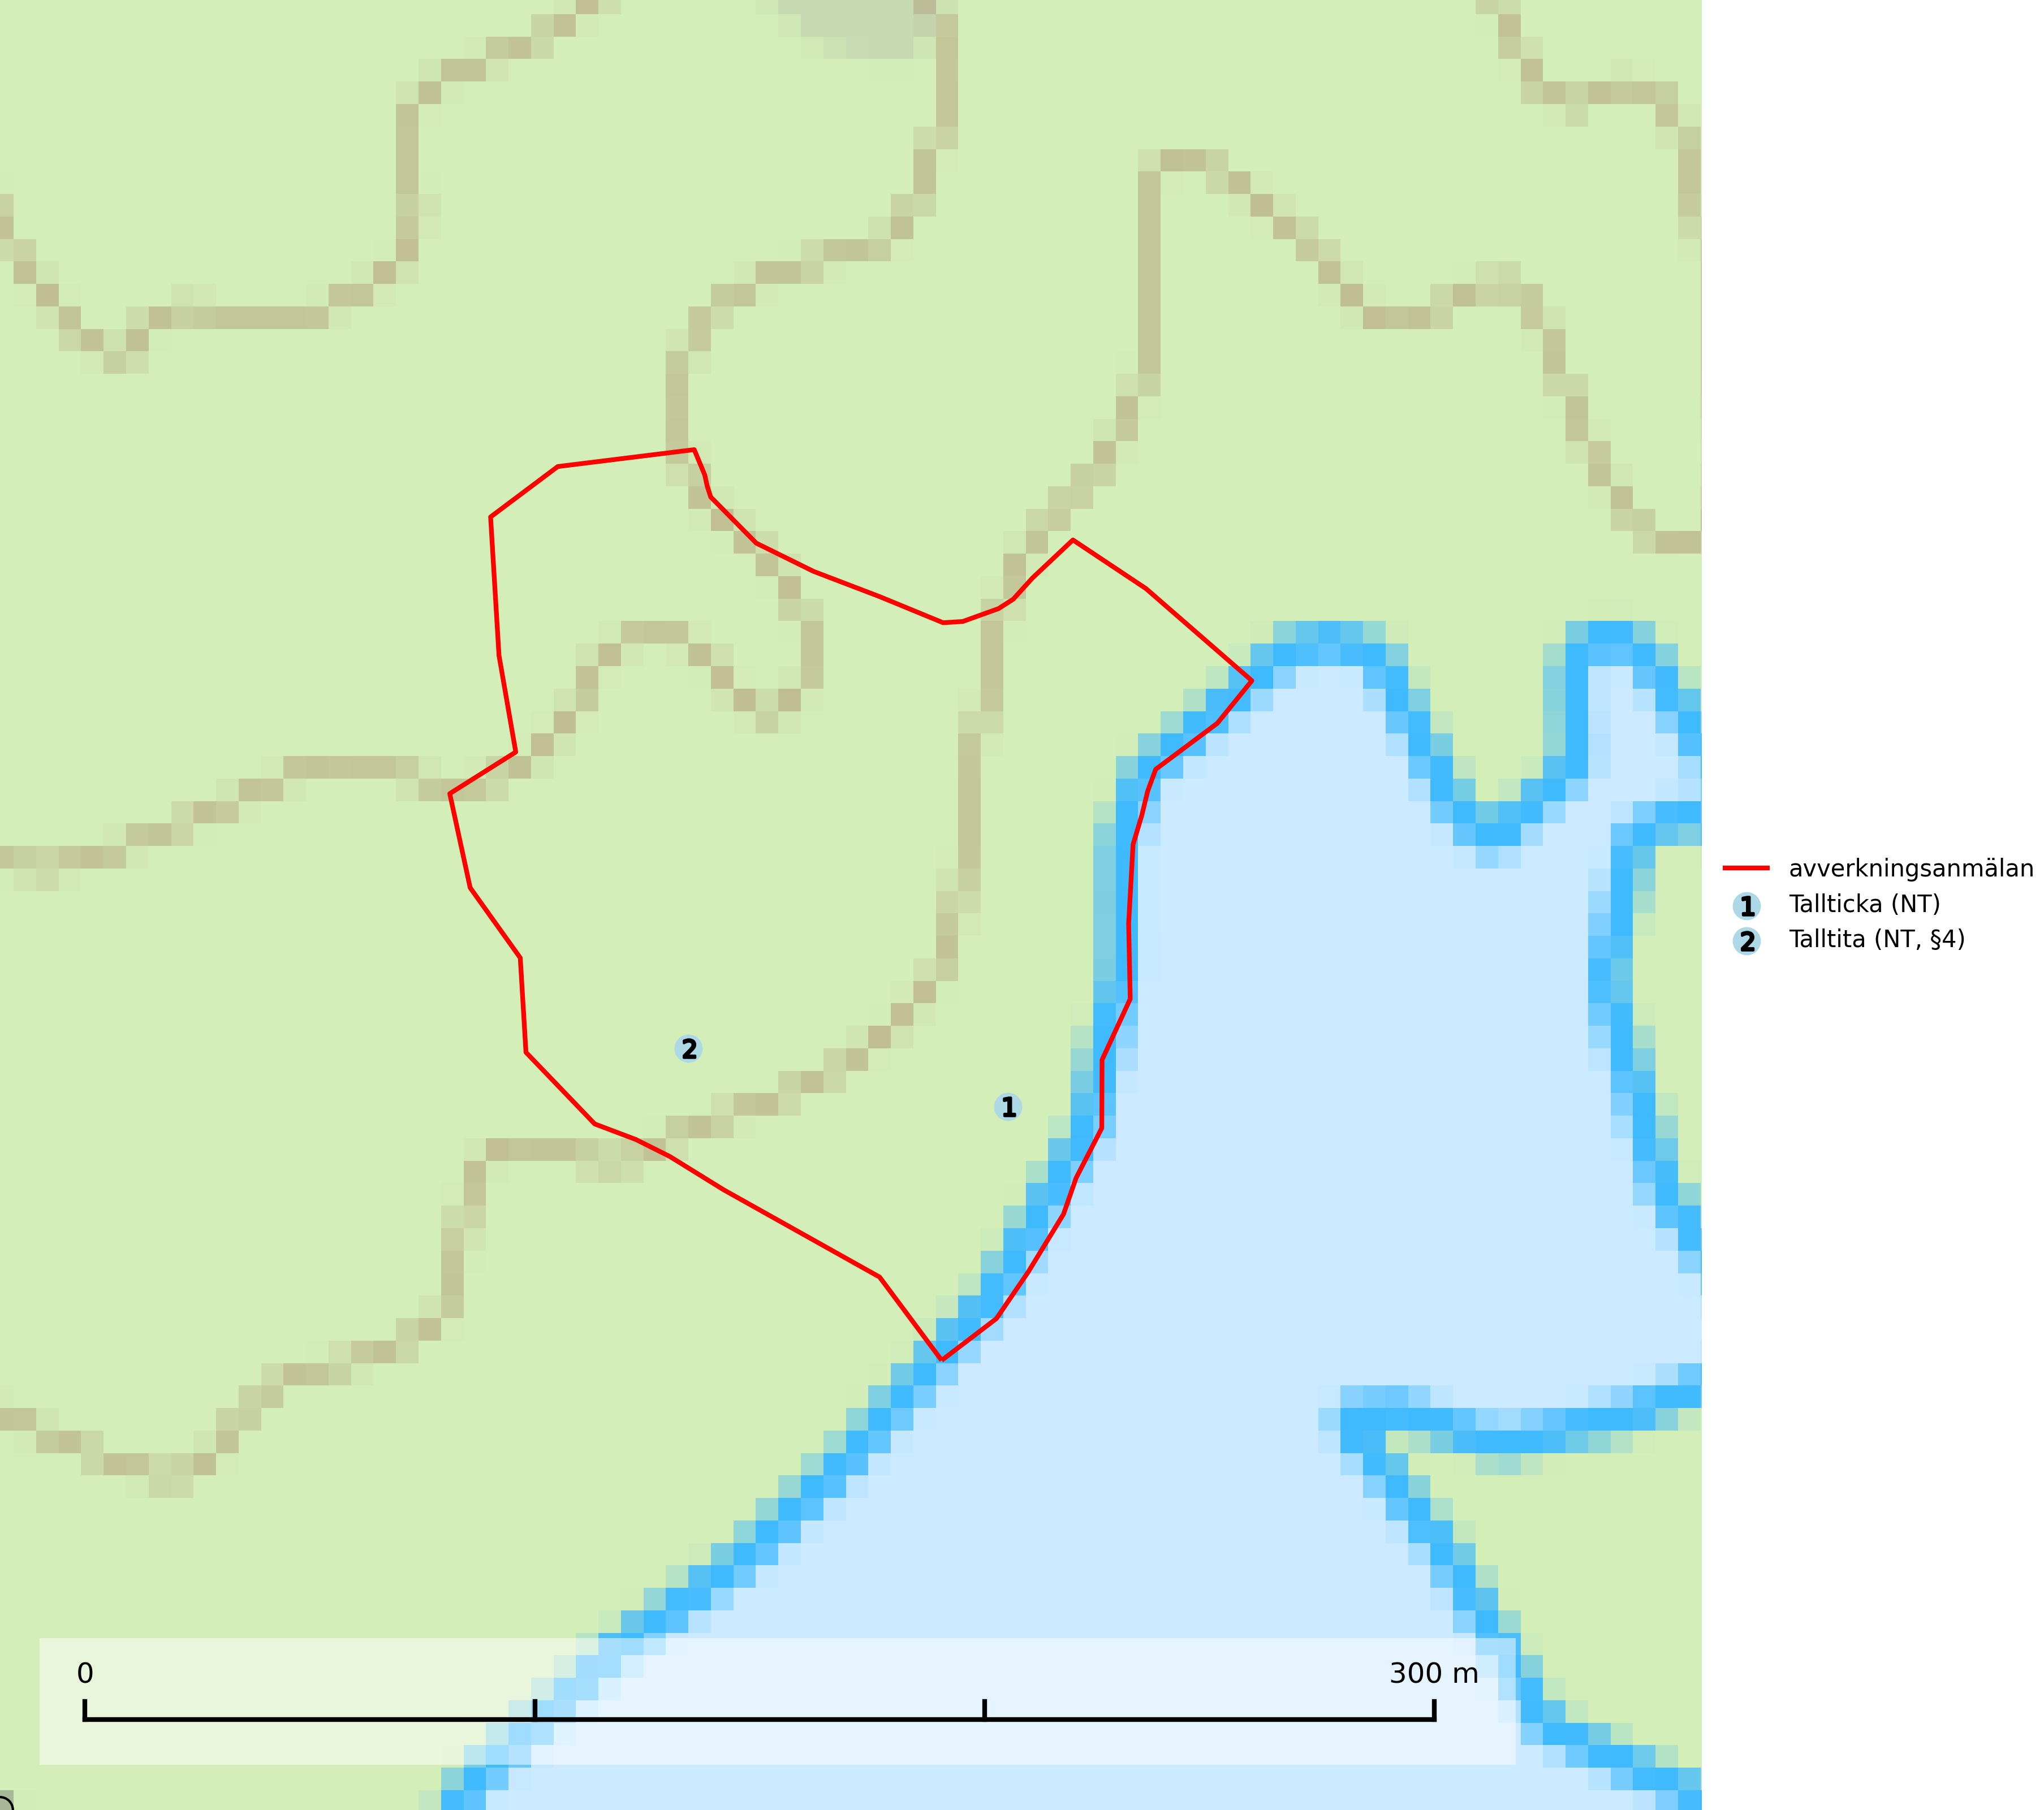 avverkningsanmälan
1 Tallticka (NT)
2 Talltita (NT, §4)
2
1
0 300 m